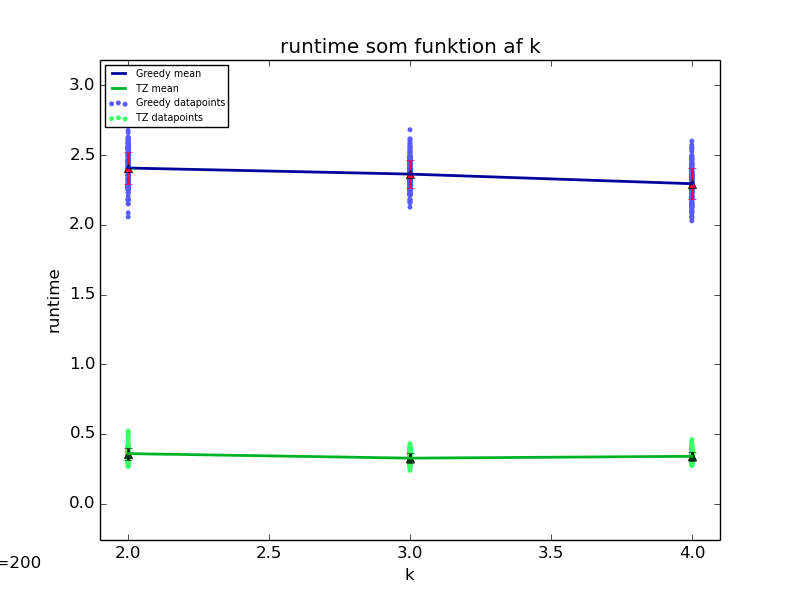 runtime som funktion af k
Greedy mean
TZ mean
Greedy datapoints
TZ datapoints
3.0
2.5
2.0
1.5
1.0
0.5
0.0
runtime
2.0 2.5 3.0 3.5 4.0
k
=200